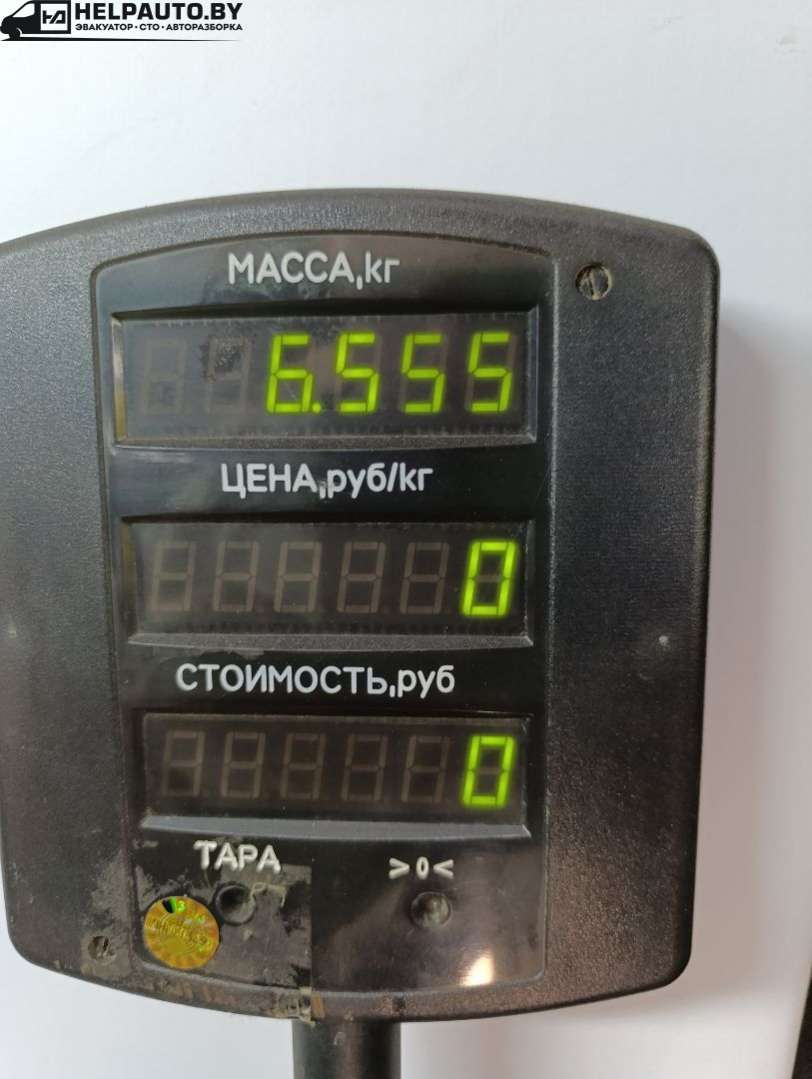 HELPAUTO.BY
ЭВАКУАТОР • СТО • АВТОРАЗБОРКА
МАССА,кг
6.555
ЦЕНА,руб/кг
0
СТОИМОСТЬ,руб
0
ТАРА
>0<